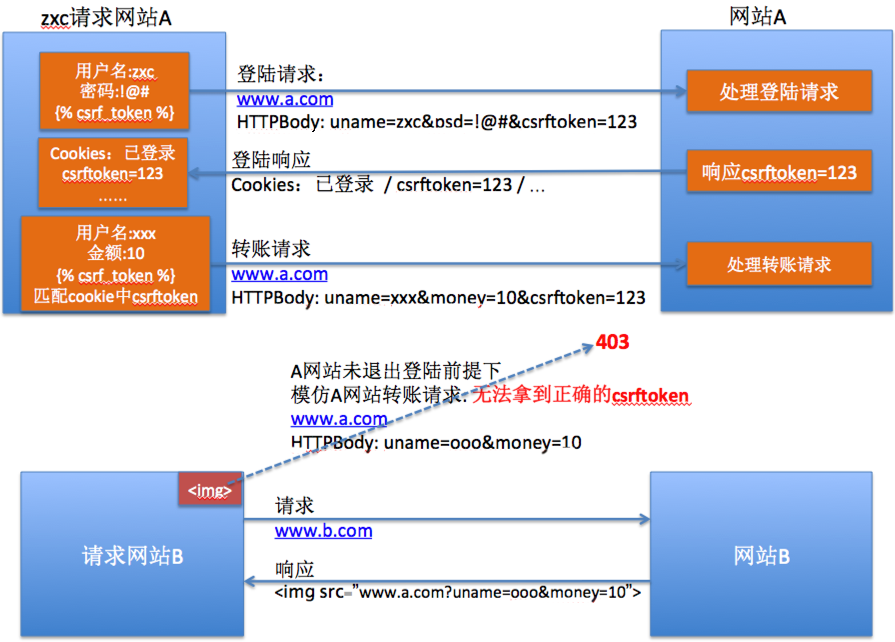 zxc请求网站A
网站A
用户名:zxc
密码:!@#
{% csrf_token %}
登陆请求：
www.a.com
HTTPBody: uname=zxc&psd=!@#&csrftoken=123
处理登陆请求
Cookies：已登录
csrftoken=123
......
登陆响应
Cookies：已登录 / csrftoken=123 / ...
响应csrftoken=123
用户名:xxx
金额:10
{% csrf_token %}
匹配cookie中csrftoken
转账请求
www.a.com
HTTPBody: uname=xxx&money=10&csrftoken=123
处理转账请求
403
A网站未退出登陆前提下
模仿A网站转账请求: 无法拿到正确的csrftoken
www.a.com
HTTPBody: uname=ooo&money=10
<img>
请求
www.b.com
请求网站B
网站B
响应
<img src="www.a.com?uname=ooo&money=10">